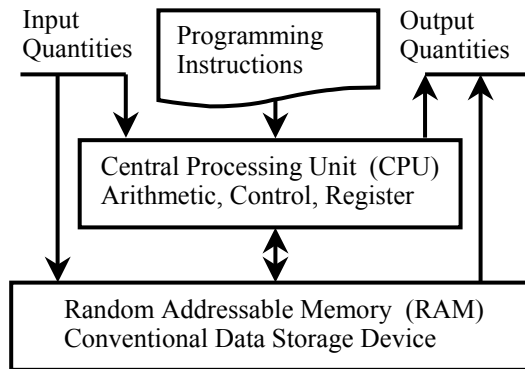 Input
Quantities
Programming
Instructions
Output
Quantities
Central Processing Unit (CPU)
Arithmetic, Control, Register
Random Addressable Memory (RAM)
Conventional Data Storage Device